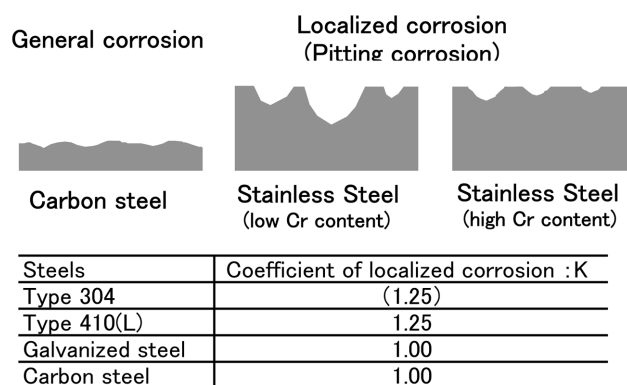 General corrosion
Localized corrosion
(Pitting corrosion)
Carbon steel
Stainless Steel
(low Cr content)
Stainless Steel
(high Cr content)
Steels Coefficient of localized corrosion :K
Type 304 (1.25)
Type 410(L) 1.25
Galvanized steel 1.00
Carbon steel 1.00